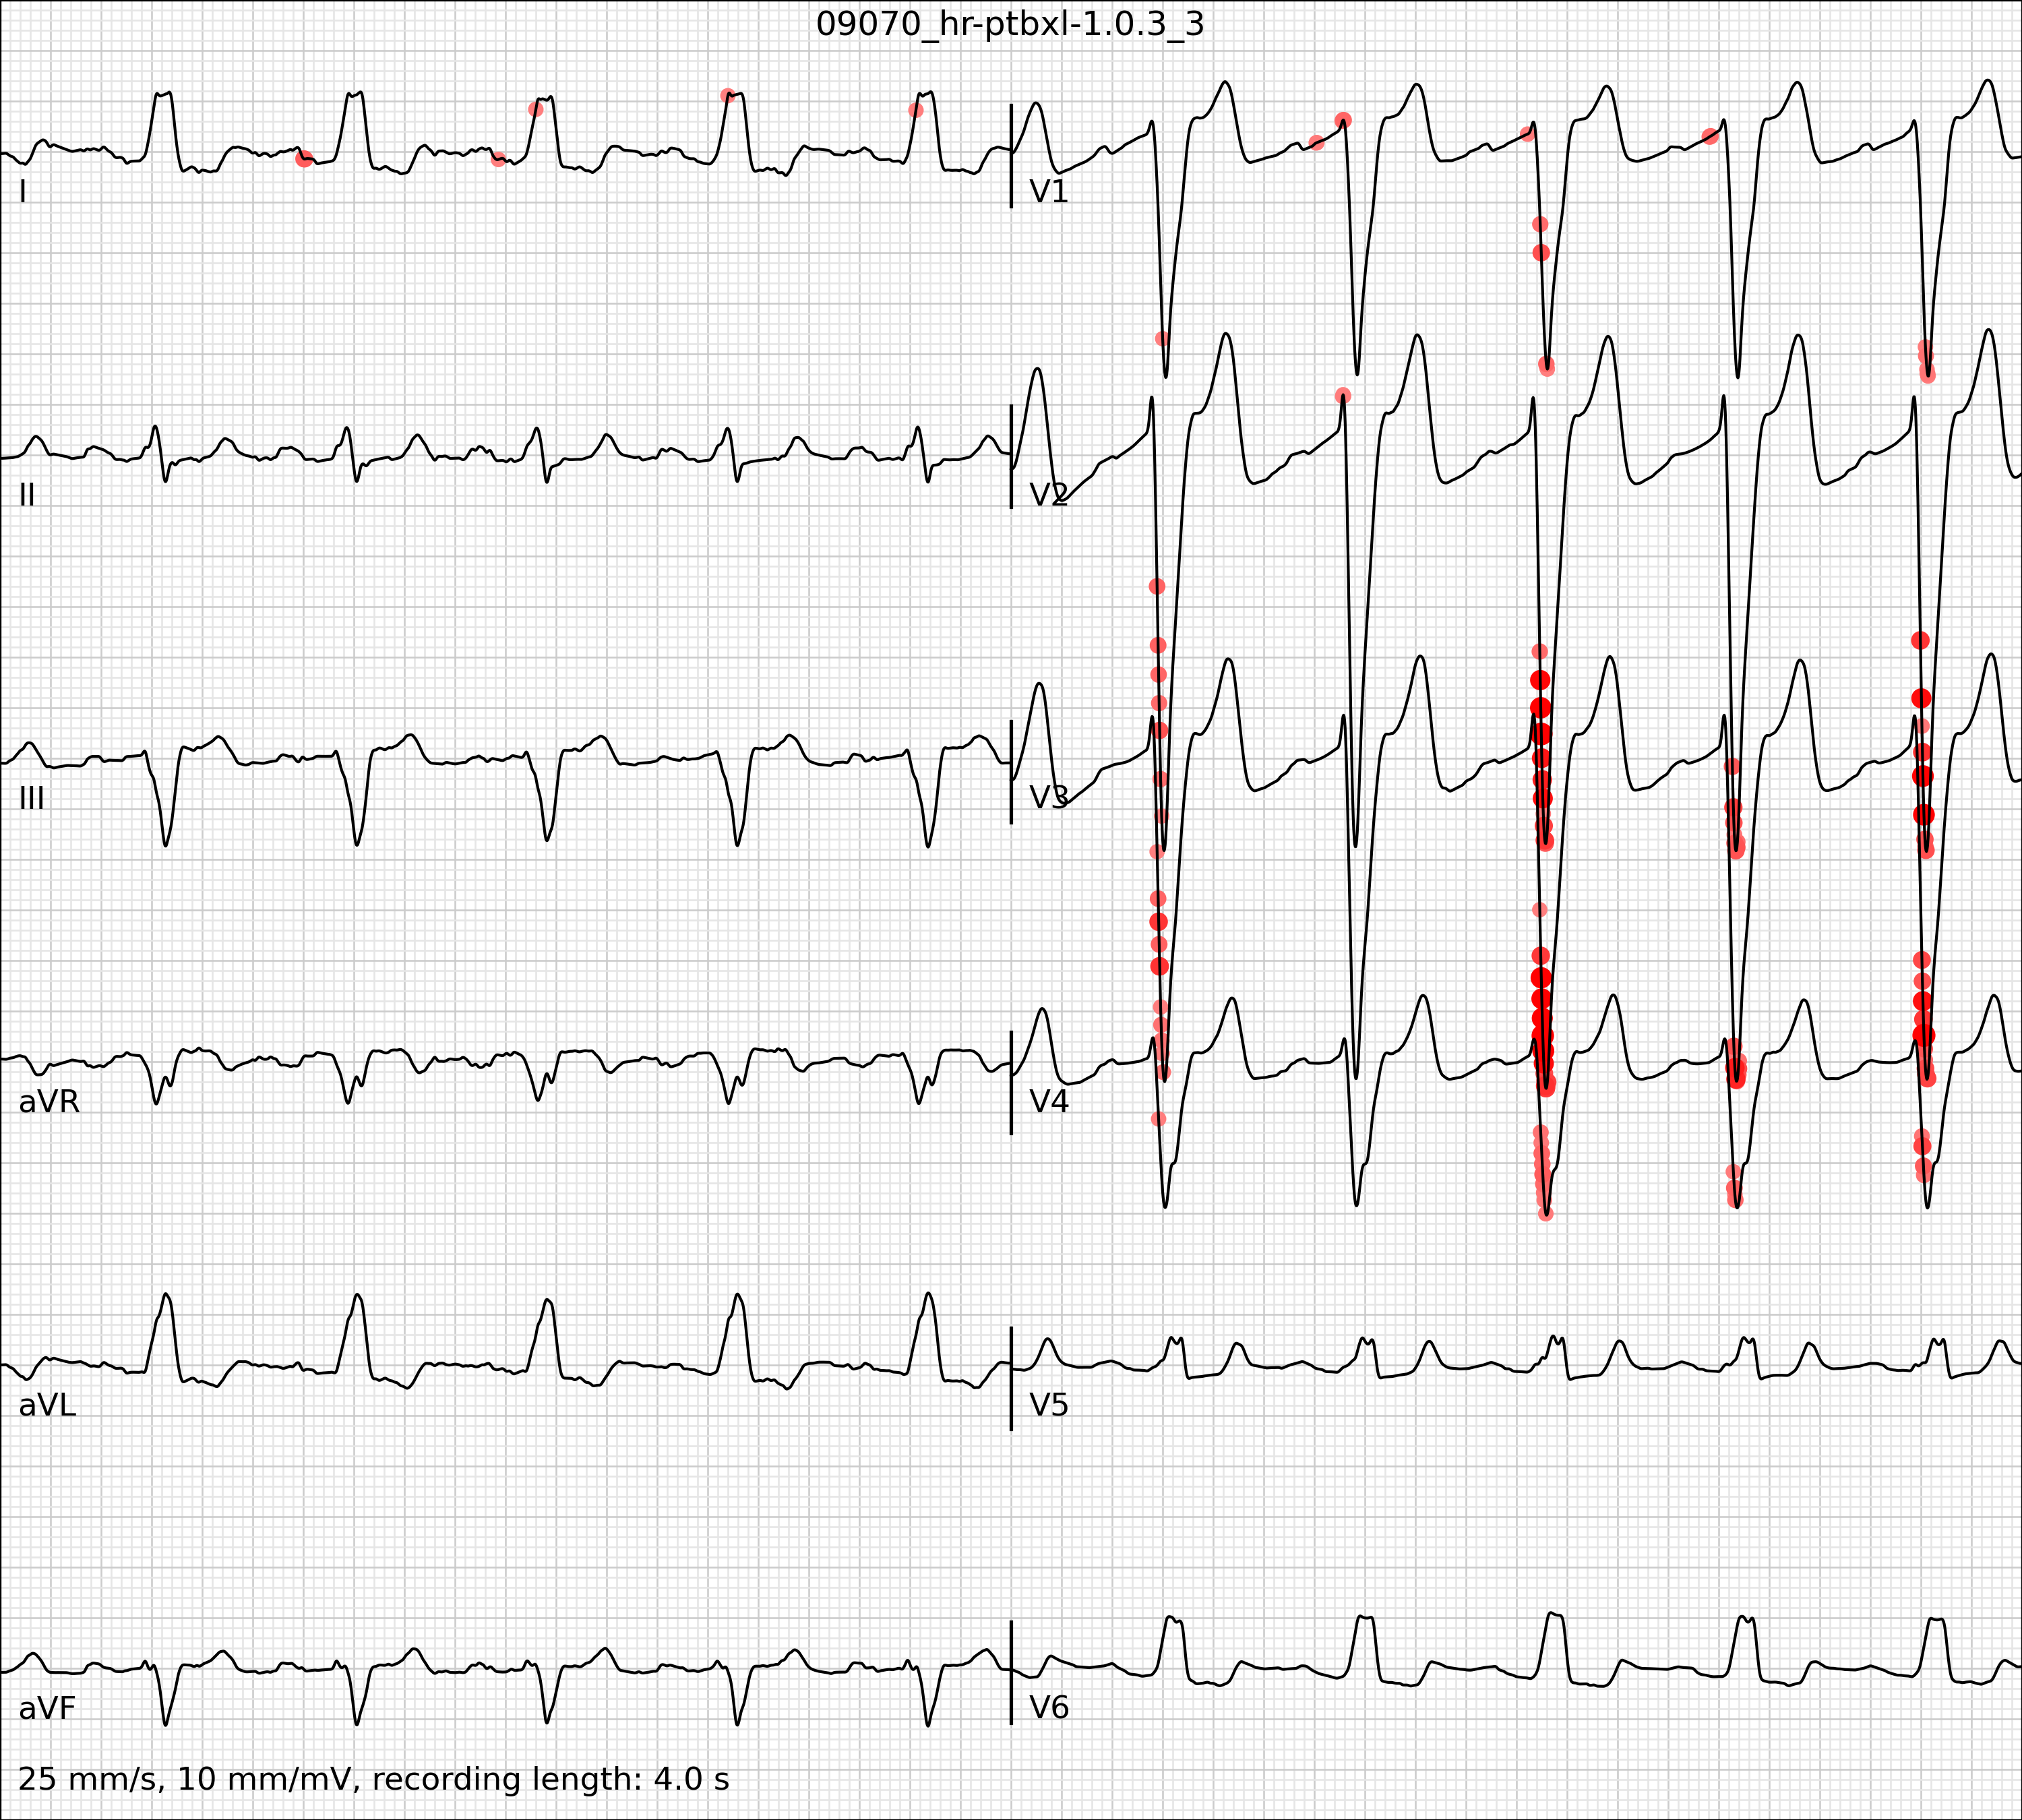 09070_hr-ptbxl-1.0.3_3
I
V1
II
V2
III
V3
aVR
V4
aVL
V5
aVF
V6
25 mm/s, 10 mm/mV, recording length: 4.0 s